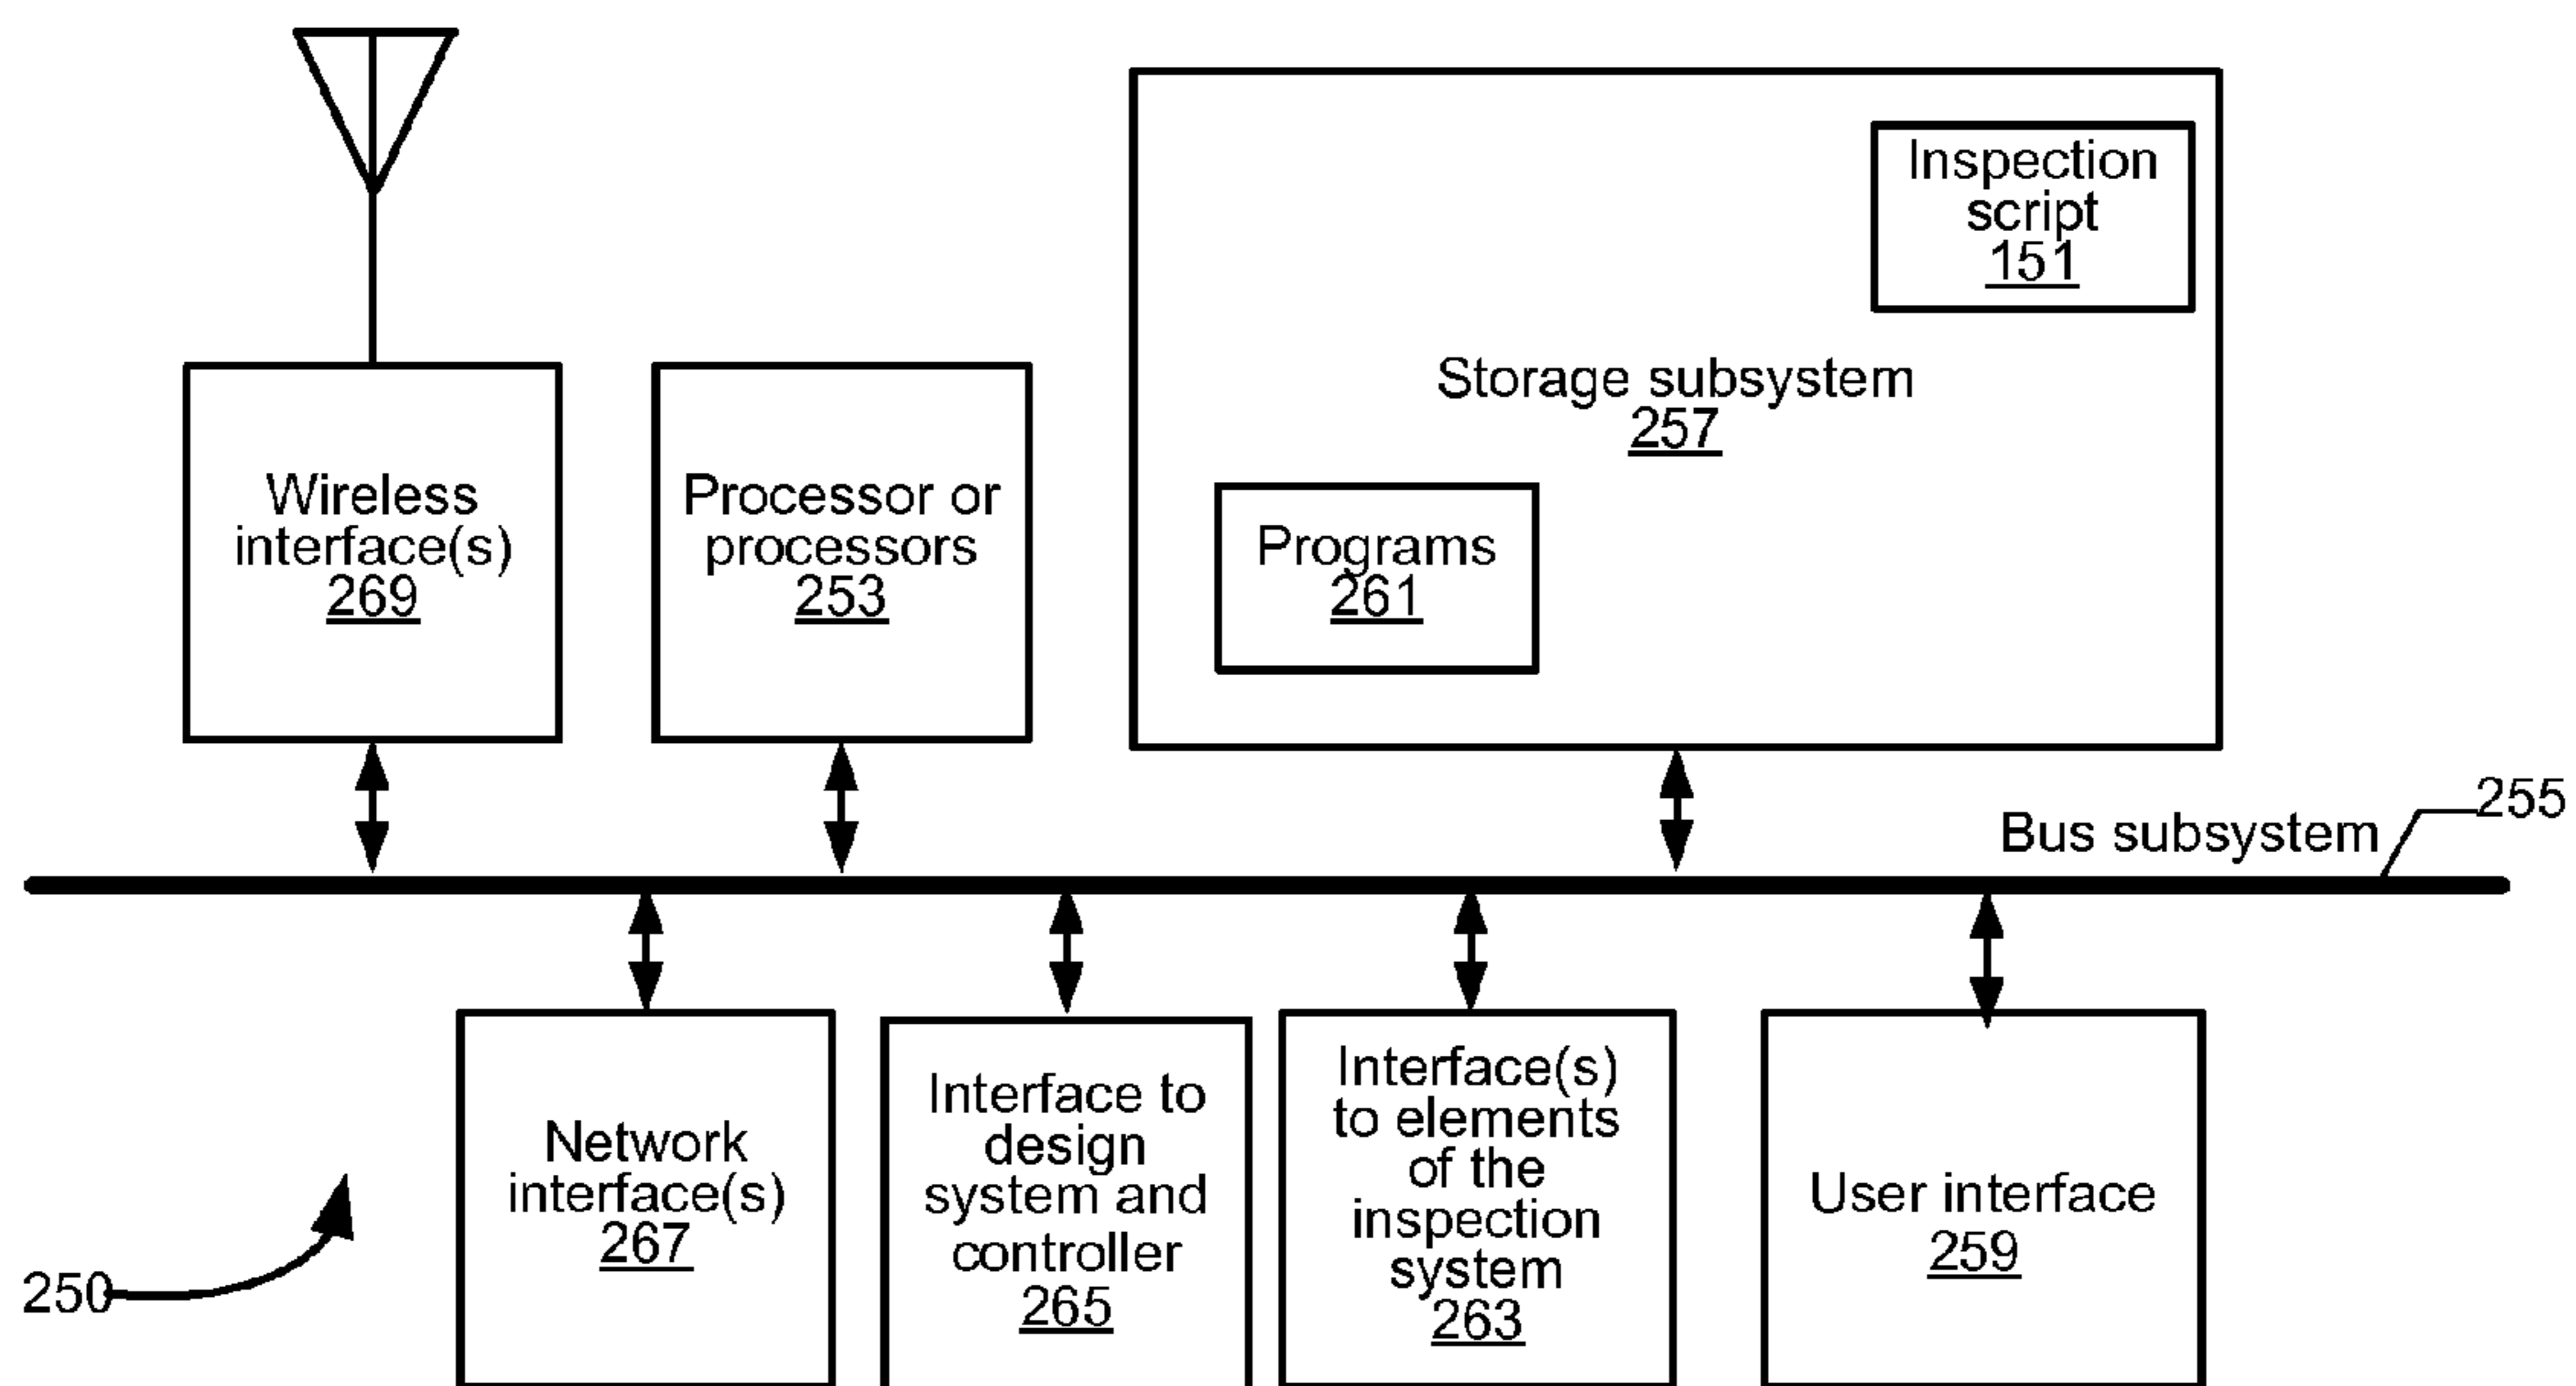 Inspection
script
151
Storage subsystem
257
Wireless
interface(s)
269
Processor or
processors
253
Programs
261
255
Bus subsystem
Network
interface(s)
267
Interface to
design
system and
controller
265
Interface(s)
to elements
of the
inspection
system
263
User interface
259
250